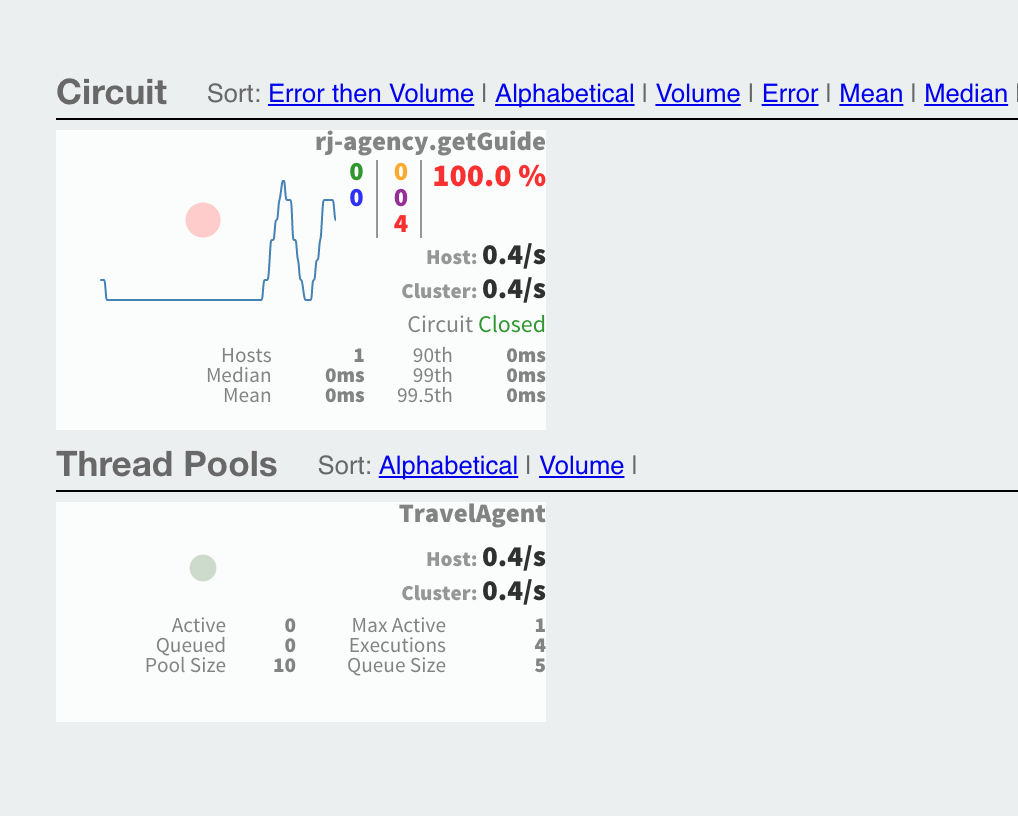 Circuit Sort: Error then Volume | Alphabetical | Volume | Error | Mean | Median |
rj-agency.getGuide
0 0 100.0 %
0 0
4
Host: 0.4/s
Cluster: 0.4/s
Circuit Closed
Hosts 1 90th 0ms
Median 0ms 99th 0ms
Mean 0ms 99.5th 0ms
Thread Pools Sort: Alphabetical | Volume |
TravelAgent
Host: 0.4/s
Cluster: 0.4/s
Active 0 Max Active 1
Queued 0 Executions 4
Pool Size 10 Queue Size 5